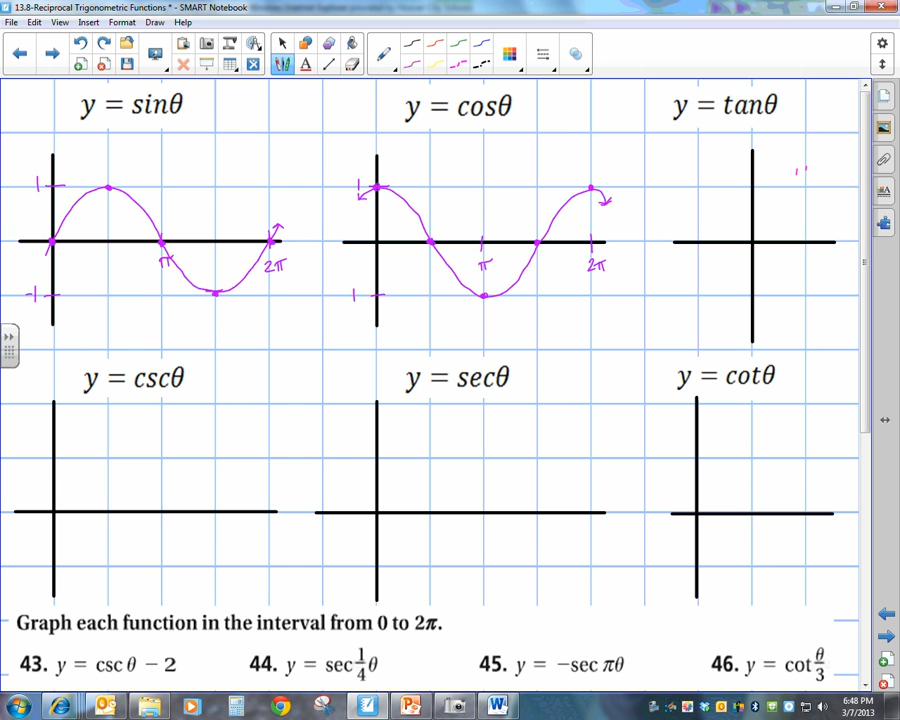 13.8-Reciprocal Trigonometric Functions * - SMART Notebook
File Edit View Insert Format Draw Help
y = sinθ y = cosθ y = tanθ
1 1
π 2π π 2π
-1 1
y = cscθ y = secθ y = cotθ
Graph each function in the interval from 0 to 2π.
43. y = csc θ − 2 44. y = sec 1/4 θ 45. y = −sec πθ 46. y = cot θ/3
6:48 PM
3/7/2013